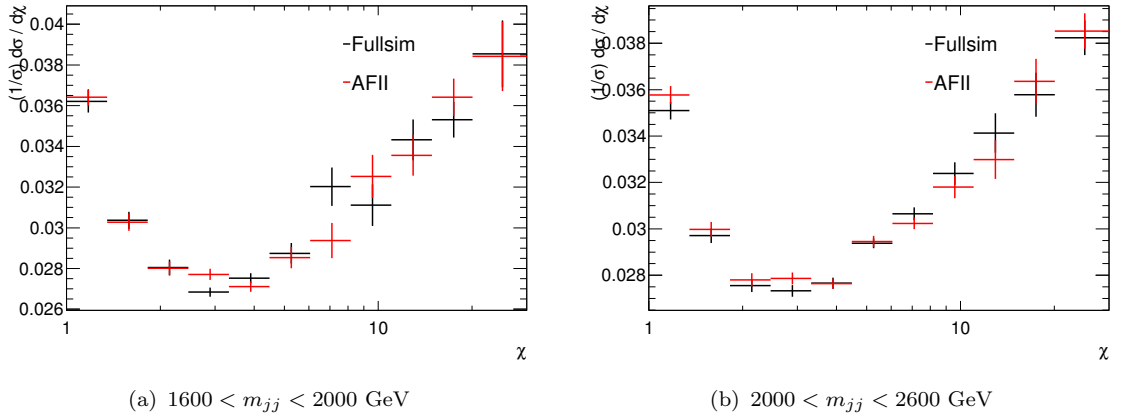 (1/σ) dσ / dχ
0.04
0.038
0.036
0.034
0.032
0.03
0.028
0.026
1
10
χ
Fullsim
AFII
(a) 1600 < m_jj < 2000 GeV
(1/σ) dσ / dχ
0.038
0.036
0.034
0.032
0.03
0.028
1
10
χ
Fullsim
AFII
(b) 2000 < m_jj < 2600 GeV